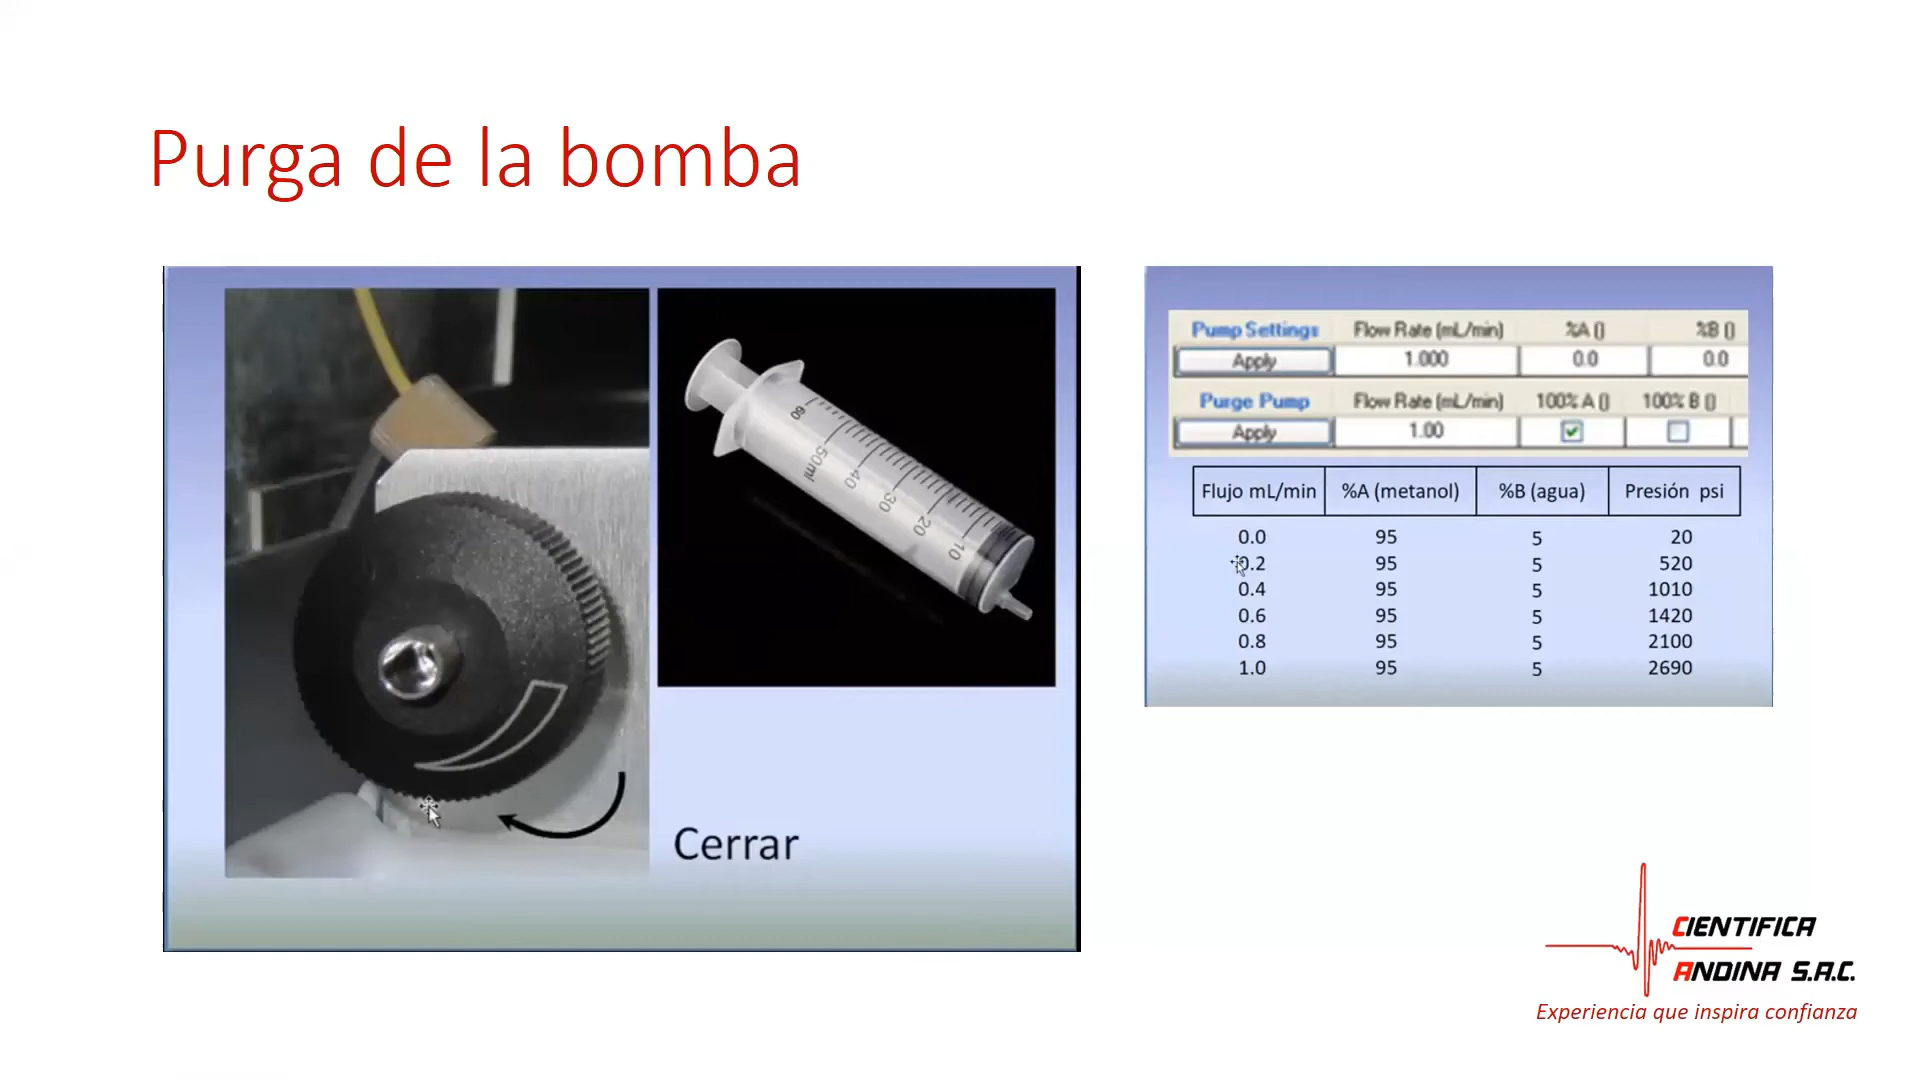 Purga de la bomba
60
50ml
40
30
20
10
Cerrar
Pump Settings Flow Rate (mL/min) %A () %B ()
Apply 1.000 0.0 0.0
Purge Pump Flow Rate (mL/min) 100% A () 100% B ()
Apply 1.00
Flujo mL/min %A (metanol) %B (agua) Presión psi
0.0 95 5 20
0.2 95 5 520
0.4 95 5 1010
0.6 95 5 1420
0.8 95 5 2100
1.0 95 5 2690
CIENTIFICA
ANDINA S.A.C.
Experiencia que inspira confianza